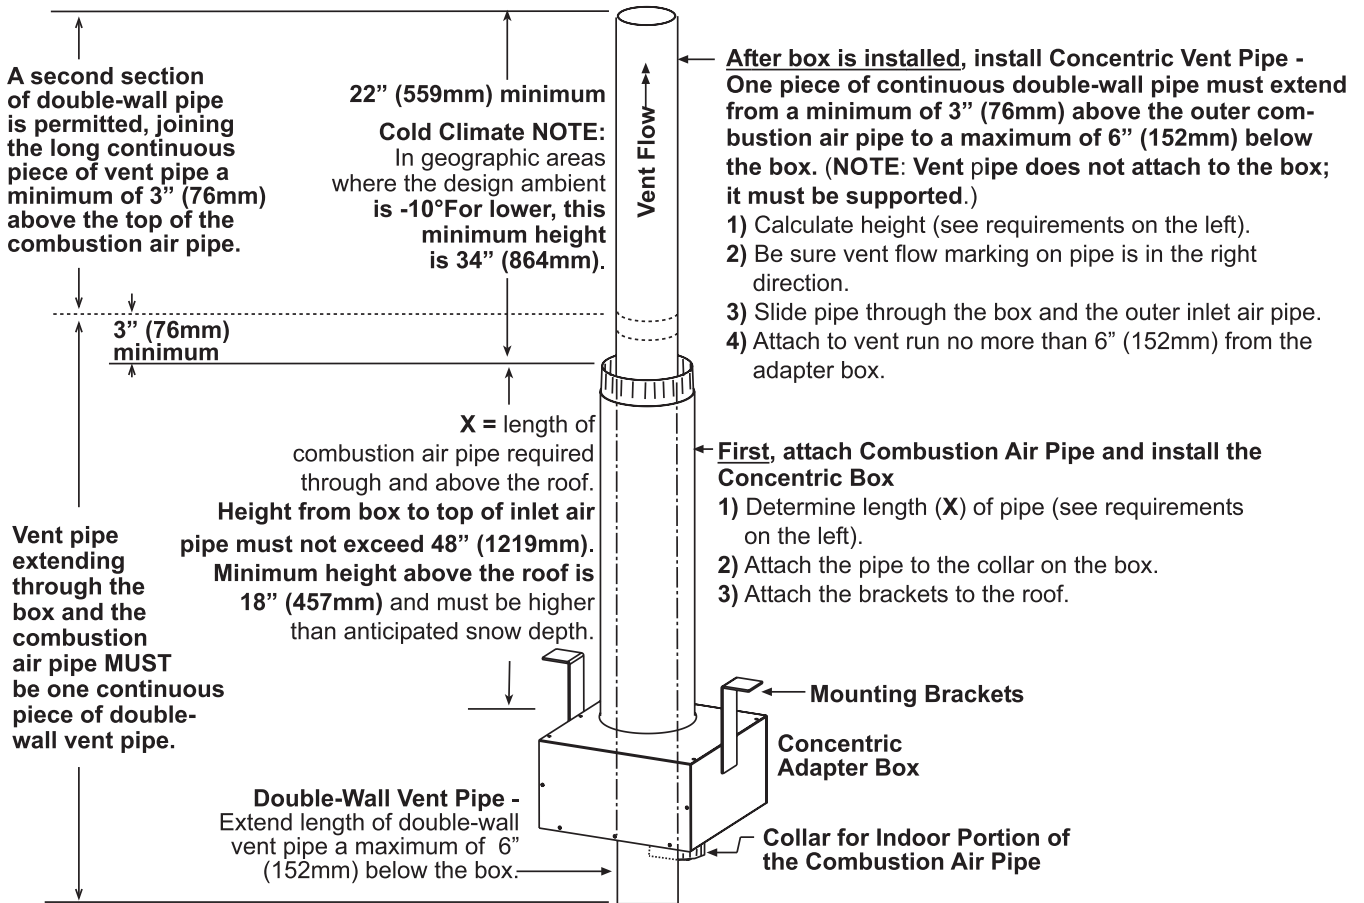 A second section
of double-wall pipe
is permitted, joining
the long continuous
piece of vent pipe a
minimum of 3” (76mm)
above the top of the
combustion air pipe.
3” (76mm)
minimum
Vent pipe
extending
through the
box and the
combustion
air pipe MUST
be one continuous
piece of double-
wall vent pipe.
22” (559mm) minimum
Cold Climate NOTE:
In geographic areas
where the design ambient
is -10°For lower, this
minimum height
is 34” (864mm).
X = length of
combustion air pipe required
through and above the roof.
Height from box to top of inlet air
pipe must not exceed 48” (1219mm).
Minimum height above the roof is
18” (457mm) and must be higher
than anticipated snow depth.
Double-Wall Vent Pipe -
Extend length of double-wall
vent pipe a maximum of 6”
(152mm) below the box.
Vent Flow
After box is installed, install Concentric Vent Pipe -
One piece of continuous double-wall pipe must extend
from a minimum of 3” (76mm) above the outer com-
bustion air pipe to a maximum of 6” (152mm) below
the box. (NOTE: Vent pipe does not attach to the box;
it must be supported.)
1) Calculate height (see requirements on the left).
2) Be sure vent flow marking on pipe is in the right
direction.
3) Slide pipe through the box and the outer inlet air pipe.
4) Attach to vent run no more than 6” (152mm) from the
adapter box.
First, attach Combustion Air Pipe and install the
Concentric Box
1) Determine length (X) of pipe (see requirements
on the left).
2) Attach the pipe to the collar on the box.
3) Attach the brackets to the roof.
Mounting Brackets
Concentric
Adapter Box
Collar for Indoor Portion of
the Combustion Air Pipe